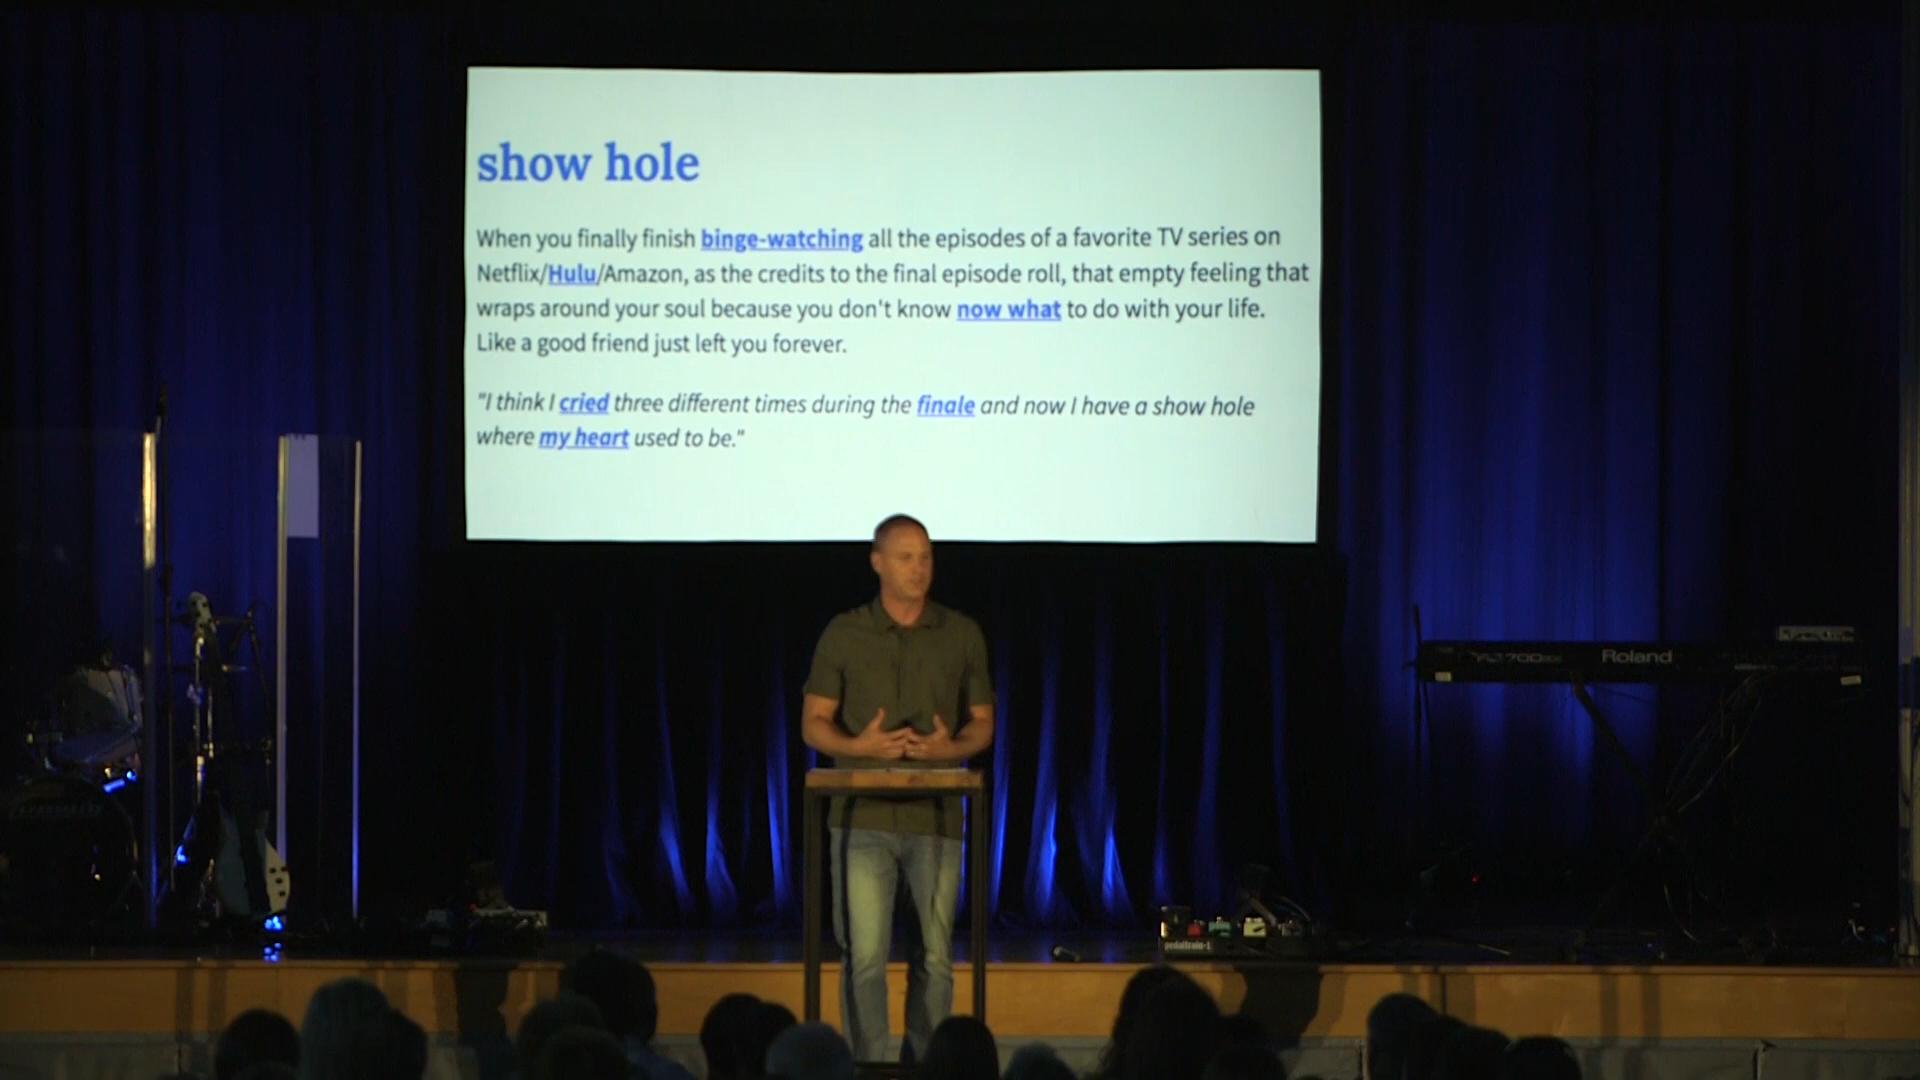 show hole
When you finally finish binge-watching all the episodes of a favorite TV series on
Netflix/Hulu/Amazon, as the credits to the final episode roll, that empty feeling that
wraps around your soul because you don't know now what to do with your life.
Like a good friend just left you forever.
"I think I cried three different times during the finale and now I have a show hole
where my heart used to be."
Roland
pedaltrain-1